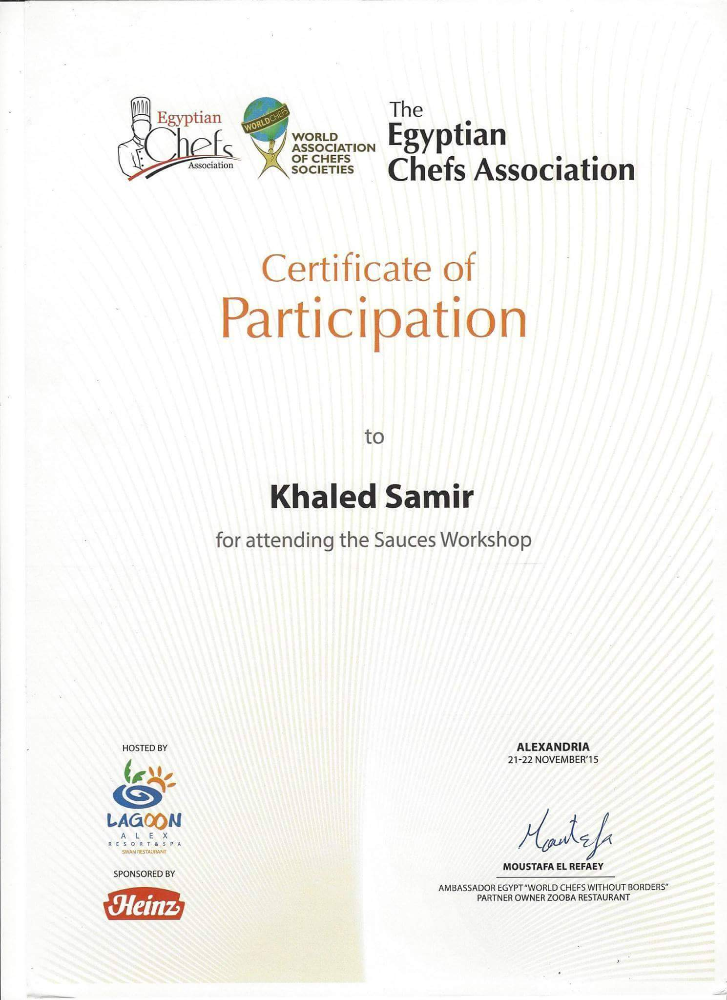 Egyptian
Chefs
Association
WORLDCHEFS
WORLD
ASSOCIATION
OF CHEFS
SOCIETIES
The
Egyptian
Chefs Association
Certificate of
Participation
to
Khaled Samir
for attending the Sauces Workshop
HOSTED BY
LAGOON
ALEX
RESORT & SPA
SWAN RESTAURANT
SPONSORED BY
Heinz
ALEXANDRIA
21-22 NOVEMBER'15
Moustefa
MOUSTAFA EL REFAEY
AMBASSADOR EGYPT "WORLD CHEFS WITHOUT BORDERS"
PARTNER OWNER ZOOBA RESTAURANT